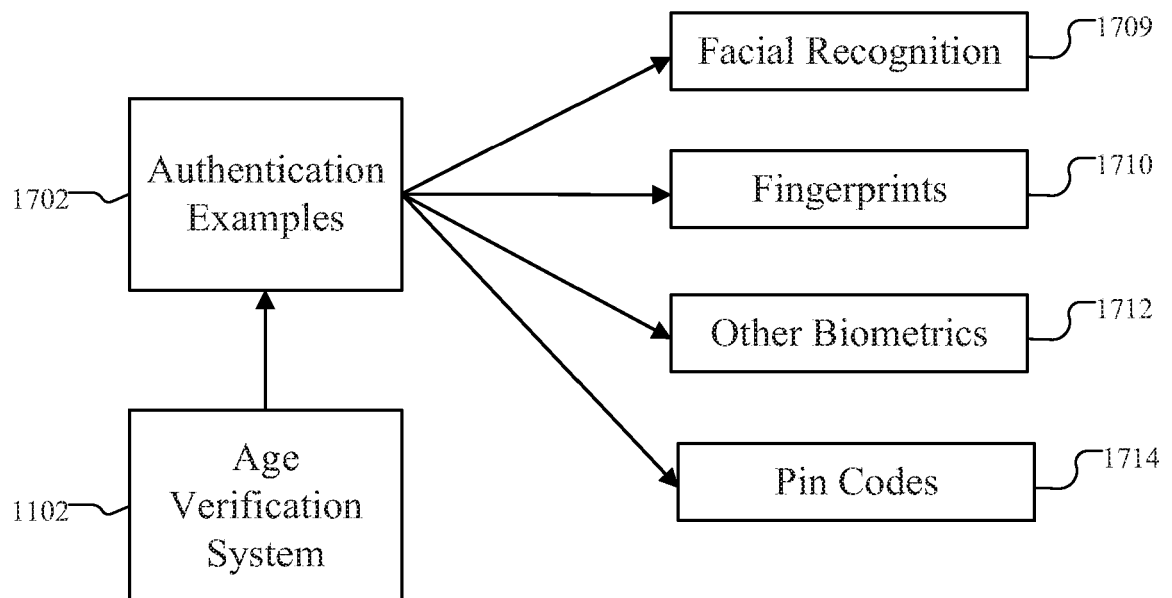 Facial Recognition
1709
Authentication
Examples
1702
Fingerprints
1710
Other Biometrics
1712
Age
Verification
System
1102
Pin Codes
1714